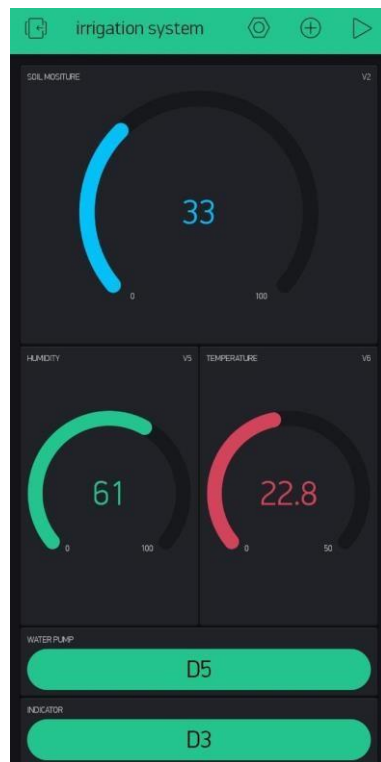 irrigation system
SOIL MOSITURE V2
33
0 100
HUMIDITY V5
61
0 100
TEMPERATURE V6
22.8
0 50
WATER PUMP
D5
INDICATOR
D3